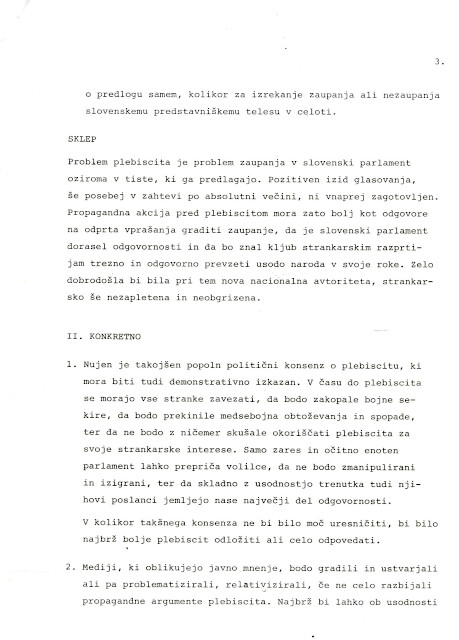 3.
o predlogu samem, kolikor za izrekanje zaupanja ali nezaupanja
slovenskemu predstavniškemu telesu v celoti.
SKLEP
Problem plebiscita je problem zaupanja v slovenski parlament
oziroma v tiste, ki ga predlagajo. Pozitiven izid glasovanja,
še posebej v zahtevi po absolutni večini, ni vnaprej zagotovljen.
Propagandna akcija pred plebiscitom mora zato bolj kot odgovore
na odprta vprašanja graditi zaupanje, da je slovenski parlament
dorasel odgovornosti in da bo znal kljub strankarskim razprti-
jam trezno in odgovorno prevzeti usodo naroda v svoje roke. Zelo
dobrodošla bi bila pri tem nova nacionalna avtoriteta, strankar-
sko še nezapletena in neobgrizena.
II. KONKRETNO
1. Nujen je takojšen popoln politični konsenz o plebiscitu, ki
mora biti tudi demonstrativno izkazan. V času do plebiscita
se morajo vse stranke zavezati, da bodo zakopale bojne se-
kire, da bodo prekinile medsebojna obtoževanja in spopade,
ter da ne bodo z ničemer skušale okoriščati plebiscita za
svoje strankarske interese. Samo zares in očitno enoten
parlament lahko prepriča volilce, da ne bodo zmanipulirani
in izigrani, ter da skladno z usodnostjo trenutka tudi nji-
hovi poslanci jemljejo nase največji del odgovornosti.
V kolikor takšnega konsenza ne bi bilo moč uresničiti, bi bilo
najbrž bolje plebiscit odložiti ali celo odpovedati.
2. Mediji, ki oblikujejo javno mnenje, bodo gradili in ustvarjali
ali pa problematizirali, relativizirali, če ne celo razbijali
propagandne argumente plebiscita. Najbrž bi lahko ob usodnosti